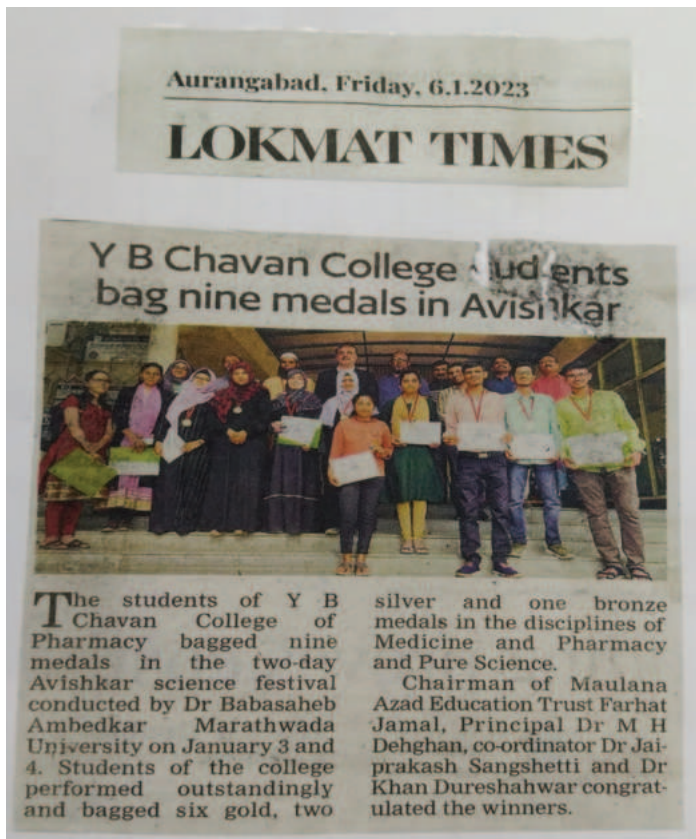 Aurangabad, Friday, 6.1.2023
LOKMAT TIMES
Y B Chavan College
bag nine medals in Avishkar
The students of Y B
Chavan College of
Pharmacy bagged nine
medals in the two-day
Avishkar science festival
conducted by Dr Babasaheb
Ambedkar Marathwada
University on January 3 and
4. Students of the college
performed outstandingly
and bagged six gold, two
silver and one bronze
medals in the disciplines of
Medicine and Pharmacy
and Pure Science.
Chairman of Maulana
Azad Education Trust Farhat
Jamal, Principal Dr M H
Dehghan, co-ordinator Dr Jai-
prakash Sangshetti and Dr
Khan Dureshahwar congrat-
ulated the winners.